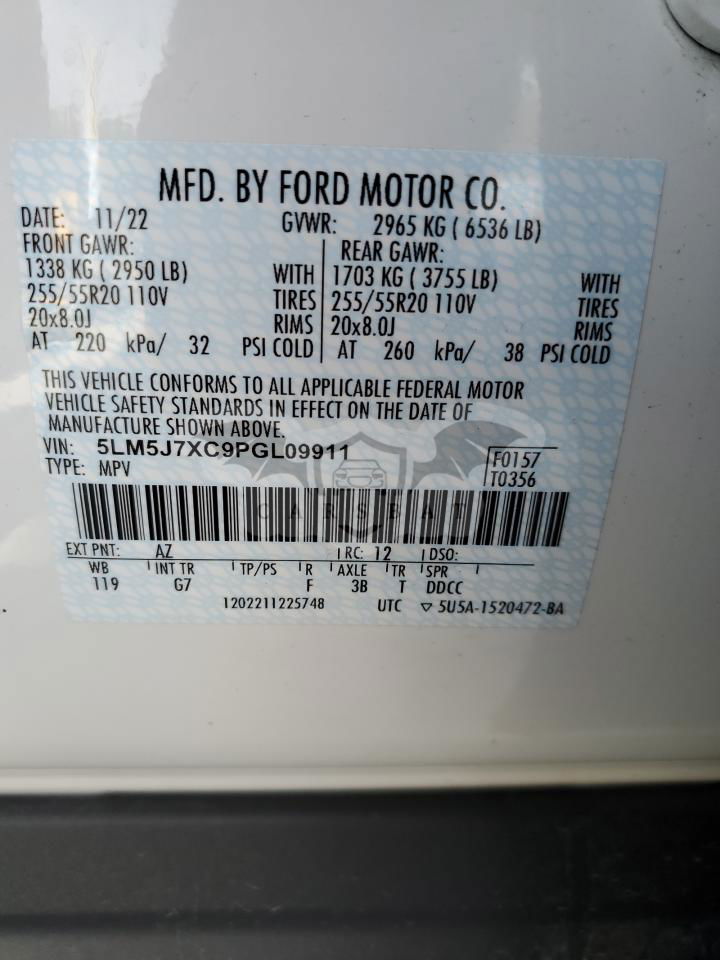 MFD. BY FORD MOTOR CO.
DATE: 11/22 GVWR: 2965 KG ( 6536 LB)
FRONT GAWR: REAR GAWR:
1338 KG ( 2950 LB) WITH 1703 KG ( 3755 LB) WITH
255/55R20 110V TIRES 255/55R20 110V TIRES
20x8.0J RIMS 20x8.0J RIMS
AT 220 kPa/ 32 PSI COLD AT 260 kPa/ 38 PSI COLD
THIS VEHICLE CONFORMS TO ALL APPLICABLE FEDERAL MOTOR
VEHICLE SAFETY STANDARDS IN EFFECT ON THE DATE OF
MANUFACTURE SHOWN ABOVE.
VIN: 5LM5J7XC9PGL09911 F0157
TYPE: MPV T0356
CARSBAT
EXT PNT: AZ RC: 12 DSO:
WB INT TR TP/PS R AXLE TR SPR
119 G7 F 3B T DDCC
1202211225748 UTC ▽ 5U5A-1520472-BA